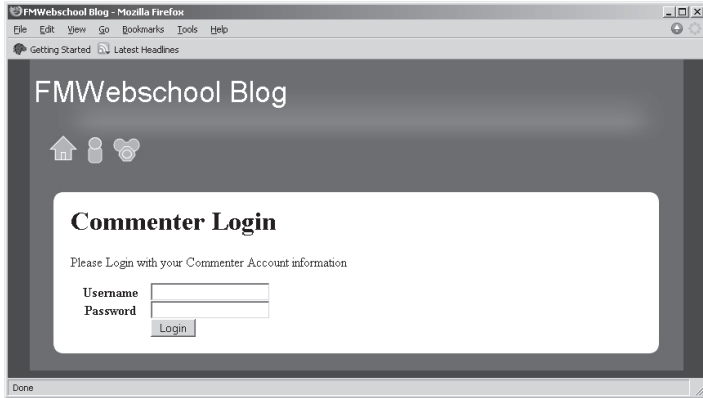 FMWebschool Blog - Mozilla Firefox
File Edit View Go Bookmarks Tools Help
Getting Started Latest Headlines
FMWebschool Blog
Commenter Login
Please Login with your Commenter Account information
Username
Password
Login
Done